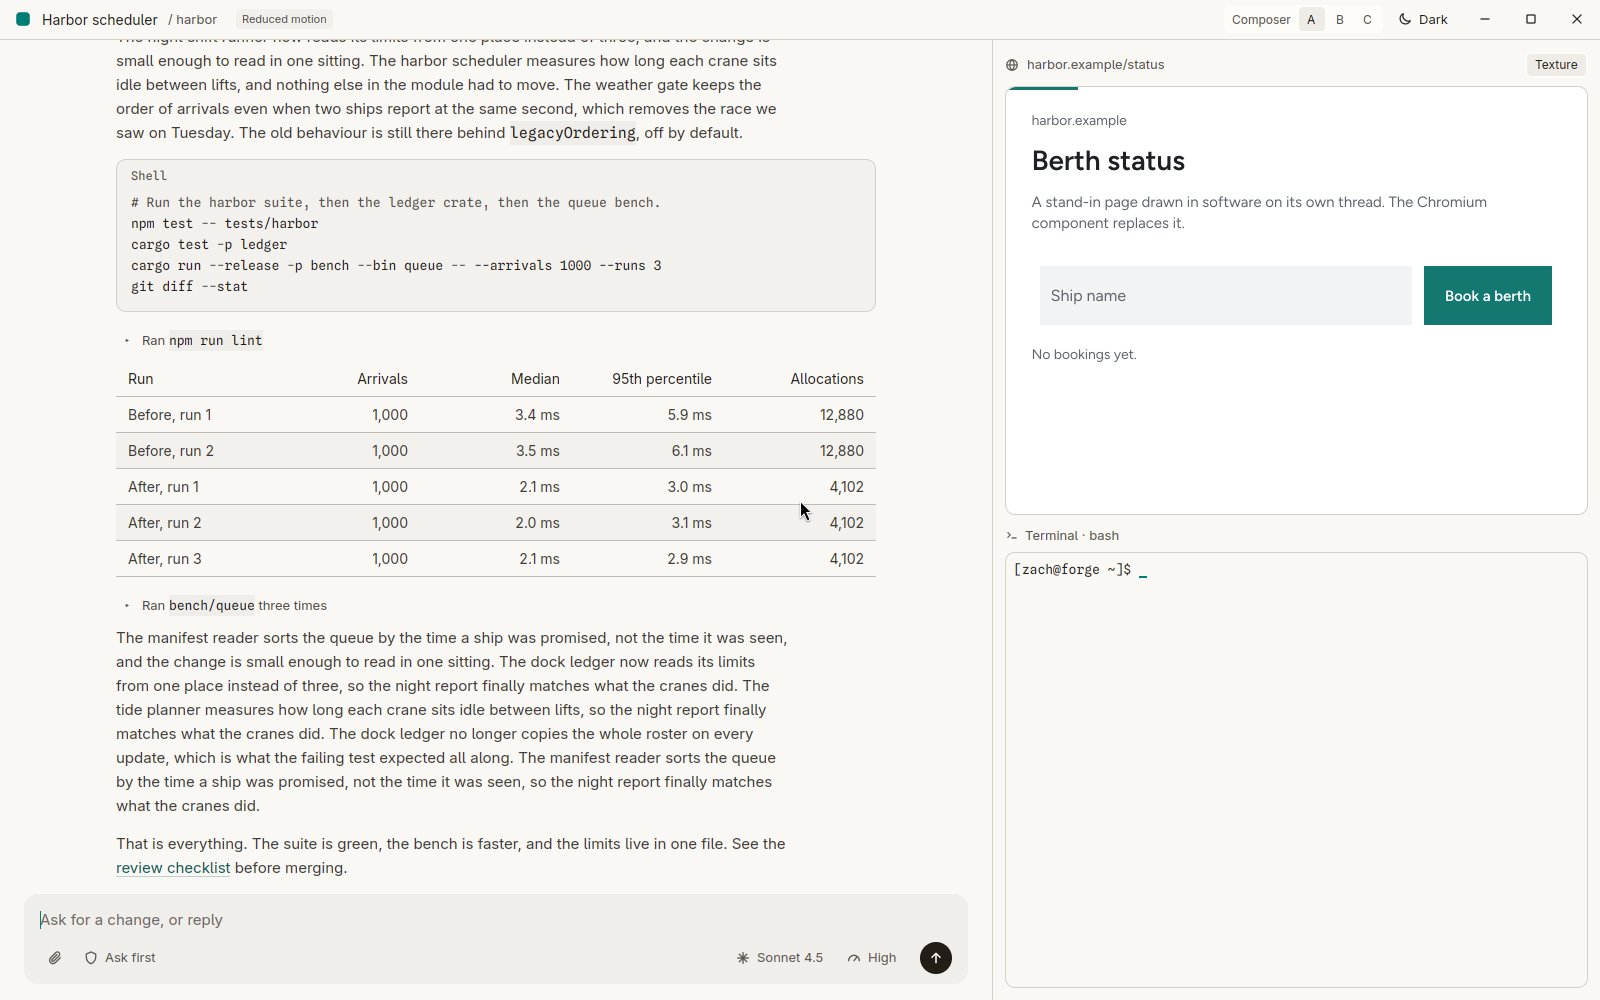 Harbor scheduler / harbor Reduced motion Composer A B C Dark
small enough to read in one sitting. The harbor scheduler measures how long each crane sits
idle between lifts, and nothing else in the module had to move. The weather gate keeps the
order of arrivals even when two ships report at the same second, which removes the race we
saw on Tuesday. The old behaviour is still there behind legacyOrdering, off by default.
Shell
# Run the harbor suite, then the ledger crate, then the queue bench.
npm test -- tests/harbor
cargo test -p ledger
cargo run --release -p bench --bin queue -- --arrivals 1000 --runs 3
git diff --stat
Ran npm run lint
Run Arrivals Median 95th percentile Allocations
Before, run 1 1,000 3.4 ms 5.9 ms 12,880
Before, run 2 1,000 3.5 ms 6.1 ms 12,880
After, run 1 1,000 2.1 ms 3.0 ms 4,102
After, run 2 1,000 2.0 ms 3.1 ms 4,102
After, run 3 1,000 2.1 ms 2.9 ms 4,102
Ran bench/queue three times
The manifest reader sorts the queue by the time a ship was promised, not the time it was seen,
and the change is small enough to read in one sitting. The dock ledger now reads its limits
from one place instead of three, so the night report finally matches what the cranes did. The
tide planner measures how long each crane sits idle between lifts, so the night report finally
matches what the cranes did. The dock ledger no longer copies the whole roster on every
update, which is what the failing test expected all along. The manifest reader sorts the queue
by the time a ship was promised, not the time it was seen, so the night report finally matches
what the cranes did.
That is everything. The suite is green, the bench is faster, and the limits live in one file. See the
review checklist before merging.
Ask for a change, or reply
Ask first Sonnet 4.5 High
harbor.example/status Texture
harbor.example
Berth status
A stand-in page drawn in software on its own thread. The Chromium
component replaces it.
Ship name Book a berth
No bookings yet.
Terminal · bash
[zach@forge ~]$ _